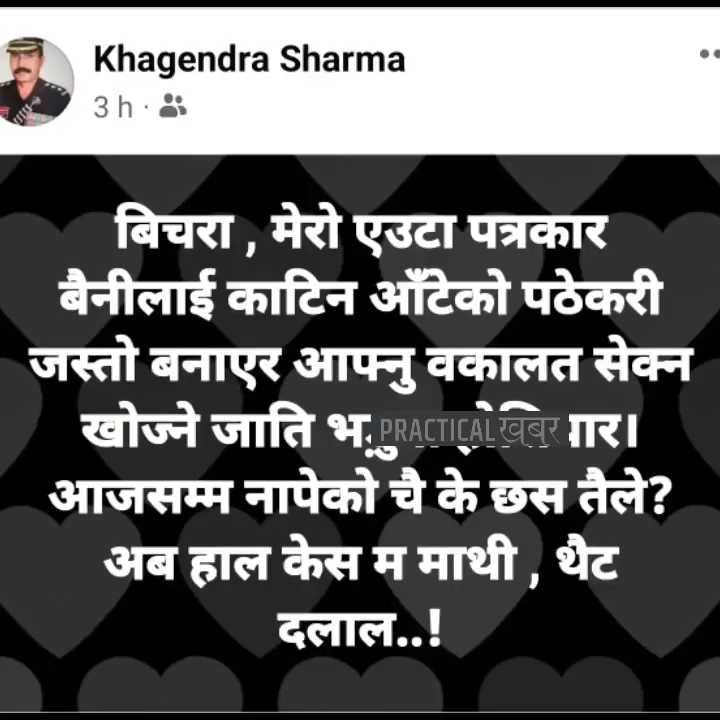 Khagendra Sharma
3 h ·
बिचरा , मेरो एउटा पत्रकार
बैनीलाई काटिन आँटेको पठेकरी
जस्तो बनाएर आफ्नु वकालत सेक्न
खोज्ने जाति PRACTICAL खबर
आजसम्म नापेको चै के छस तैले?
अब हाल केस म माथी , थैट
दलाल..!